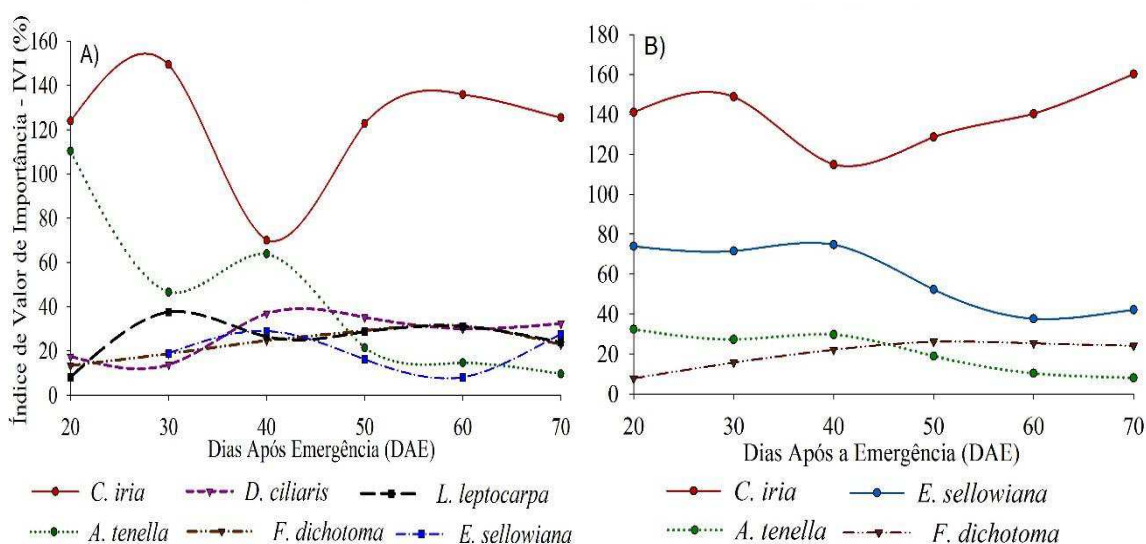 Índice de Valor de Importância - IVI (%)
A)
160
140
120
100
80
60
40
20
0
20 30 40 50 60 70
Dias Após Emergência (DAE)
C. iria D. ciliaris L. leptocarpa
A. tenella F. dichotoma E. sellowiana
B)
180
160
140
120
100
80
60
40
20
0
20 30 40 50 60 70
Dias Após a Emergência (DAE)
C. iria E. sellowiana
A. tenella F. dichotoma